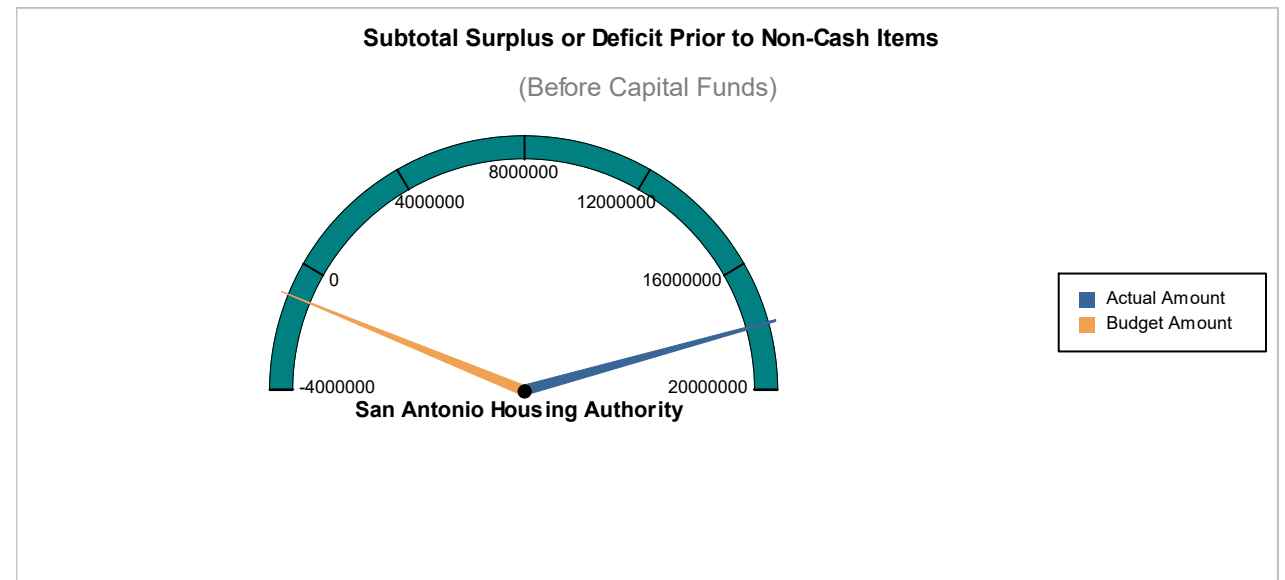 Subtotal Surplus or Deficit Prior to Non-Cash Items
(Before Capital Funds)
8000000
4000000
12000000
0
16000000
-4000000
20000000
San Antonio Housing Authority
Actual Amount
Budget Amount